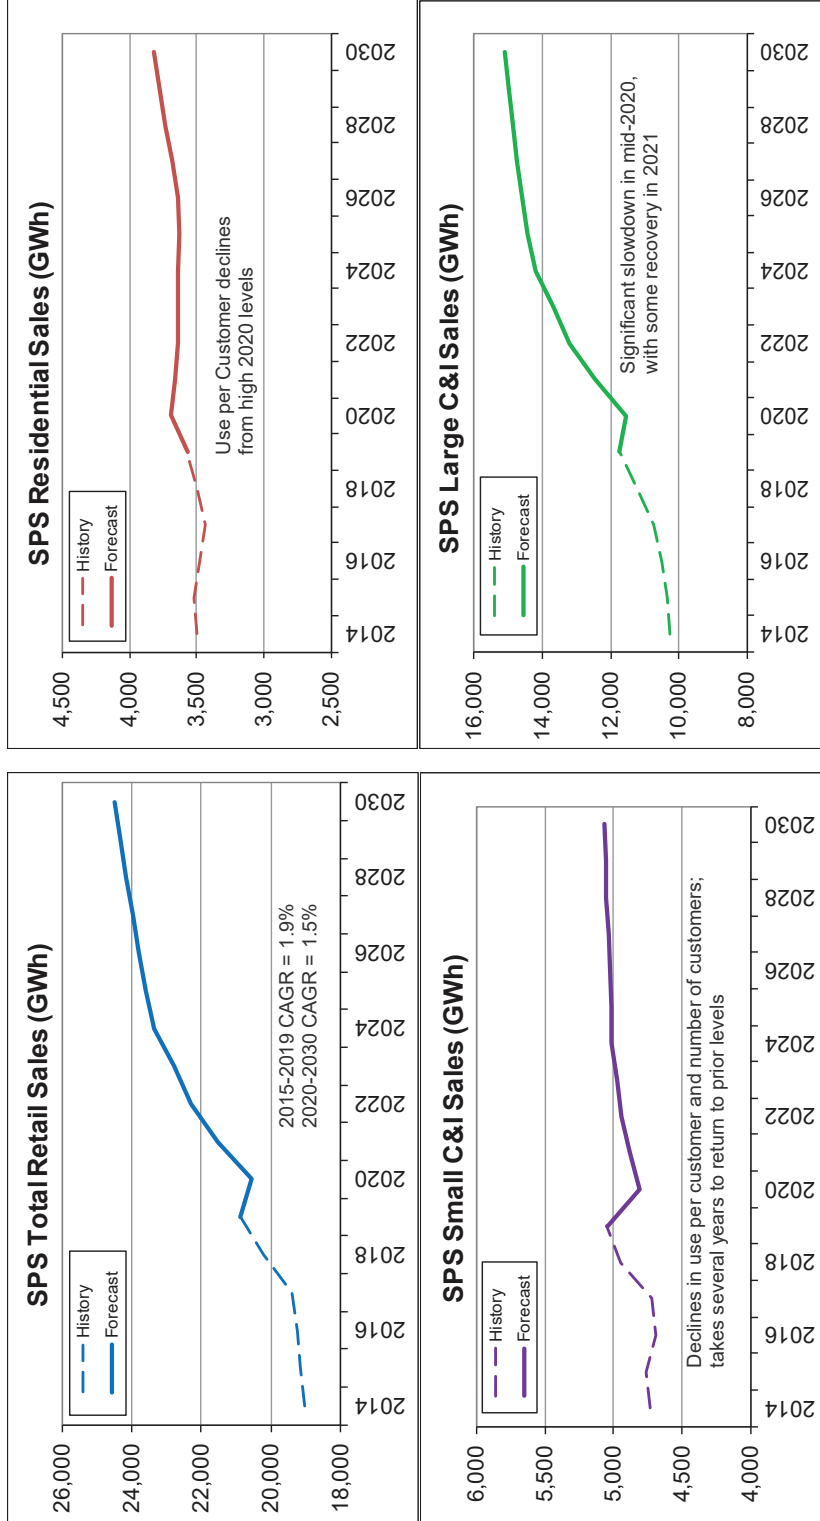 SPS Total Retail Sales (GWh)
26,000
24,000
22,000
20,000
18,000
History
Forecast
2015-2019 CAGR = 1.9%
2020-2030 CAGR = 1.5%
2014 2016 2018 2020 2022 2024 2026 2028 2030
SPS Residential Sales (GWh)
4,500
4,000
3,500
3,000
2,500
History
Forecast
Use per Customer declines
from high 2020 levels
2014 2016 2018 2020 2022 2024 2026 2028 2030
SPS Small C&I Sales (GWh)
6,000
5,000
5,000
4,500
4,000
History
Forecast
Declines in use per customer and number of customers;
takes several years to return to prior levels
2014 2016 2018 2020 2022 2024 2026 2028 2030
SPS Large C&I Sales (GWh)
16,000
14,000
12,000
10,000
8,000
History
Forecast
Significant slowdown in mid-2020,
with some recovery in 2021
2014 2016 2018 2020 2022 2024 2026 2028 2030